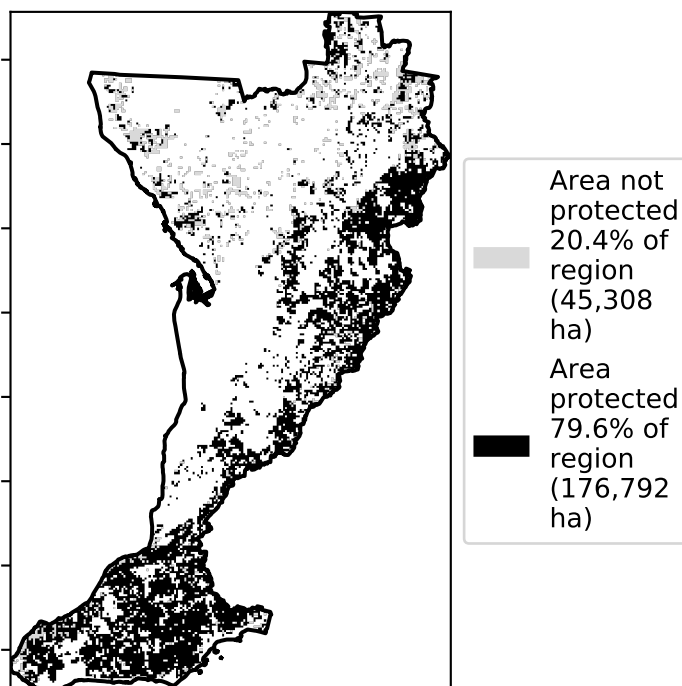 Area not
protected
20.4% of
region
(45,308
ha)
Area
protected
79.6% of
region
(176,792
ha)